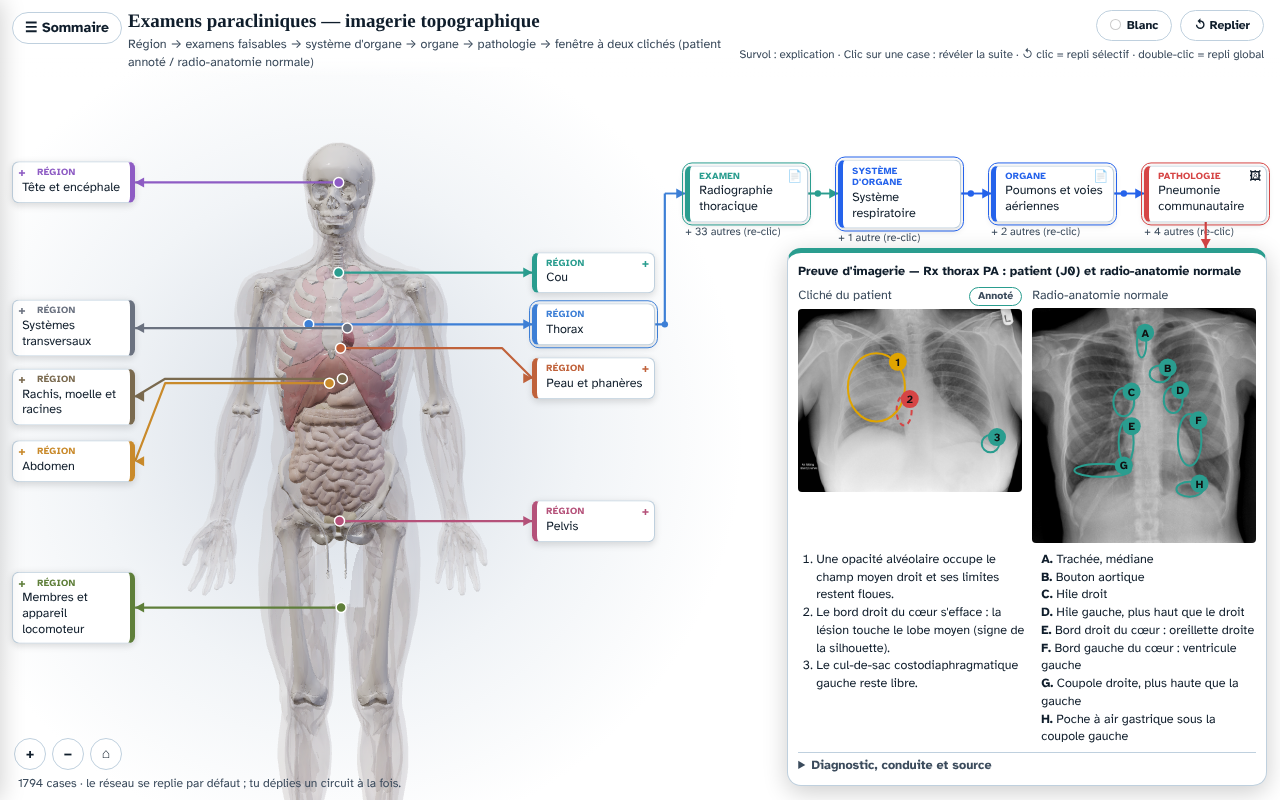 ☰ Sommaire
Examens paracliniques — imagerie topographique
Région → examens faisables → système d'organe → organe → pathologie → fenêtre à deux clichés (patient
annoté / radio-anatomie normale)
Blanc
↺ Replier
Survol : explication · Clic sur une case : révéler la suite · ↺ clic = repli sélectif · double-clic = repli global
+ RÉGION
Tête et encéphale
+ RÉGION
Systèmes
transversaux
+ RÉGION
Rachis, moelle et
racines
+ RÉGION
Abdomen
+ RÉGION
Membres et
appareil
locomoteur
RÉGION +
Cou
RÉGION
Thorax
RÉGION +
Peau et phanères
RÉGION +
Pelvis
EXAMEN
Radiographie
thoracique
+ 33 autres (re-clic)
SYSTÈME
D'ORGANE
Système
respiratoire
+ 1 autre (re-clic)
ORGANE
Poumons et voies
aériennes
+ 2 autres (re-clic)
PATHOLOGIE
Pneumonie
communautaire
+ 4 autres (re-clic)
Preuve d'imagerie — Rx thorax PA : patient (J0) et radio-anatomie normale
Cliché du patient
Annoté
Radio-anatomie normale
L
1
2
3
A
B
C
D
E
F
G
H
1. Une opacité alvéolaire occupe le
champ moyen droit et ses limites
restent floues.
2. Le bord droit du cœur s'efface : la
lésion touche le lobe moyen (signe de
la silhouette).
3. Le cul-de-sac costodiaphragmatique
gauche reste libre.
A. Trachée, médiane
B. Bouton aortique
C. Hile droit
D. Hile gauche, plus haut que le droit
E. Bord droit du cœur : oreillette droite
F. Bord gauche du cœur : ventricule
gauche
G. Coupole droite, plus haute que la
gauche
H. Poche à air gastrique sous la
coupole gauche
▶ Diagnostic, conduite et source
+
−
⌂
1794 cases · le réseau se replie par défaut ; tu déplies un circuit à la fois.